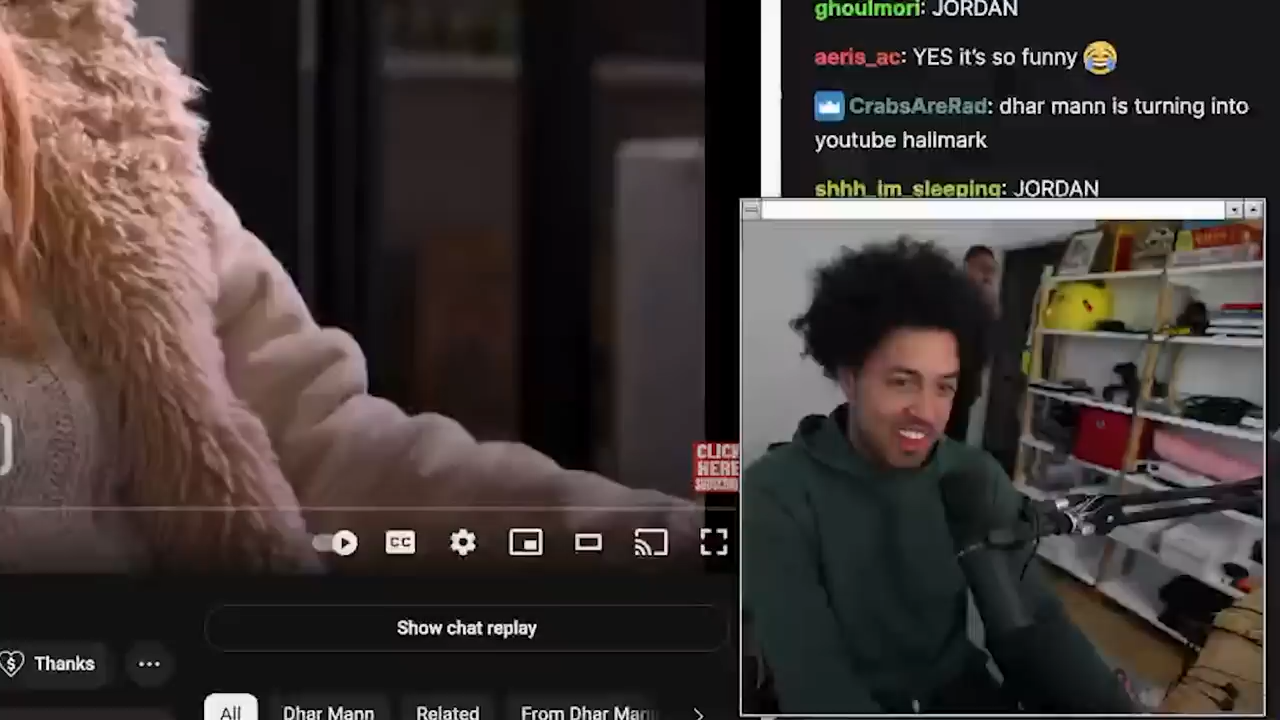 ghoulmori: JORDAN
aeris_ac: YES it's so funny 😂
CrabsAreRad: dhar mann is turning into
youtube hallmark
shhh_im_sleeping: JORDAN
CLICK
HERE
CC
Show chat replay
Thanks
All
Dhar Mann
Related
From Dhar Mann